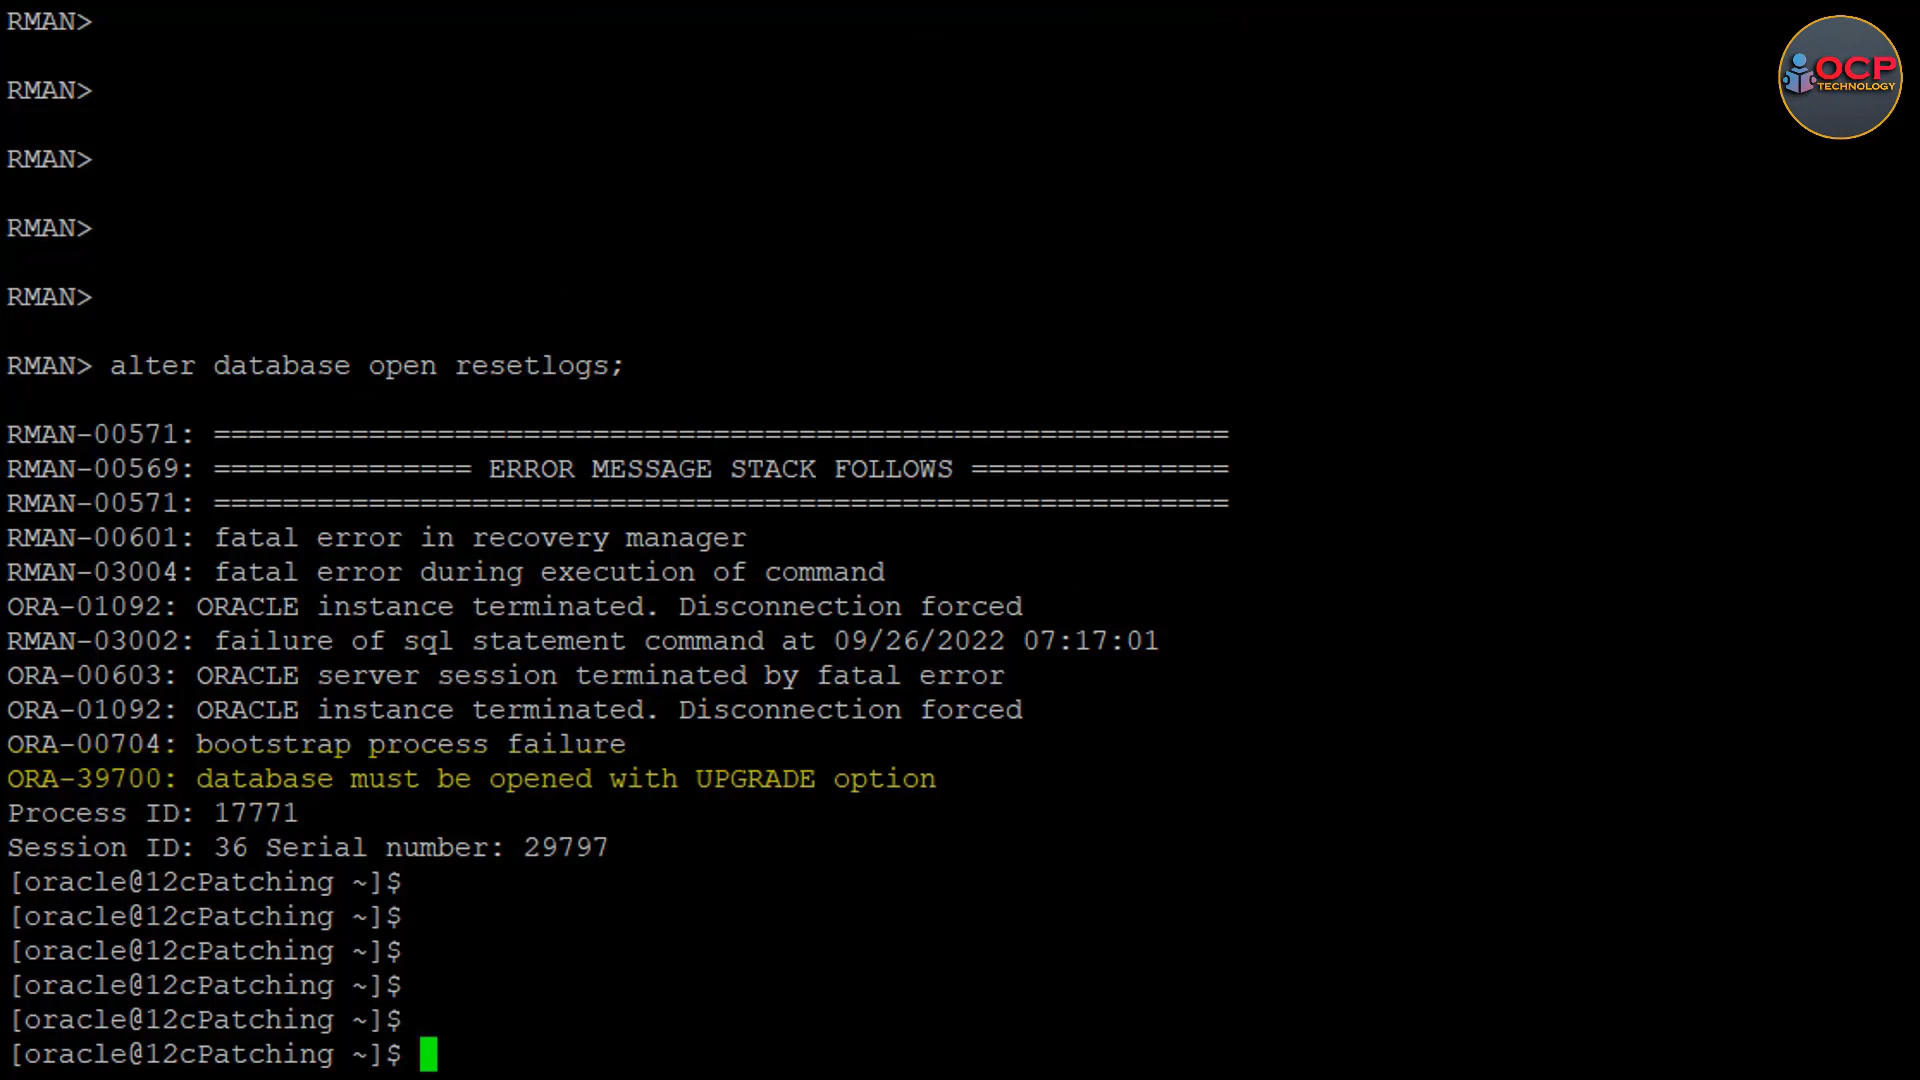 RMAN>
RMAN>
RMAN>
RMAN>
RMAN>
RMAN> alter database open resetlogs;
RMAN-00571: ===========================================================
RMAN-00569: =============== ERROR MESSAGE STACK FOLLOWS ===============
RMAN-00571: ===========================================================
RMAN-00601: fatal error in recovery manager
RMAN-03004: fatal error during execution of command
ORA-01092: ORACLE instance terminated. Disconnection forced
RMAN-03002: failure of sql statement command at 09/26/2022 07:17:01
ORA-00603: ORACLE server session terminated by fatal error
ORA-01092: ORACLE instance terminated. Disconnection forced
ORA-00704: bootstrap process failure
ORA-39700: database must be opened with UPGRADE option
Process ID: 17771
Session ID: 36 Serial number: 29797
[oracle@12cPatching ~]$
[oracle@12cPatching ~]$
[oracle@12cPatching ~]$
[oracle@12cPatching ~]$
[oracle@12cPatching ~]$
[oracle@12cPatching ~]$
OCP
TECHNOLOGY